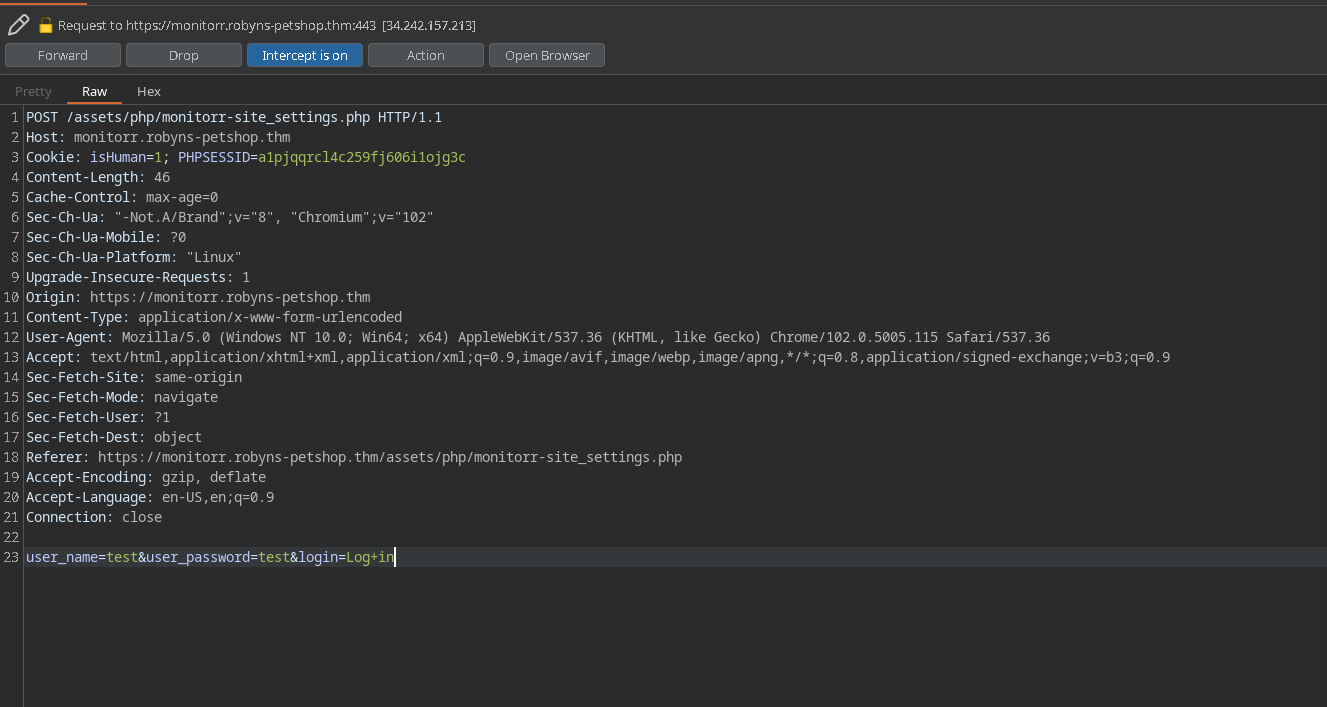 Request to https://monitorr.robyns-petshop.thm:443 [34.242.157.213]
Forward Drop Intercept is on Action Open Browser
Pretty Raw Hex
1 POST /assets/php/monitorr-site_settings.php HTTP/1.1
2 Host: monitorr.robyns-petshop.thm
3 Cookie: isHuman=1; PHPSESSID=a1pjqqrcl4c259fj606i1ojg3c
4 Content-Length: 46
5 Cache-Control: max-age=0
6 Sec-Ch-Ua: "-Not.A/Brand";v="8", "Chromium";v="102"
7 Sec-Ch-Ua-Mobile: ?0
8 Sec-Ch-Ua-Platform: "Linux"
9 Upgrade-Insecure-Requests: 1
10 Origin: https://monitorr.robyns-petshop.thm
11 Content-Type: application/x-www-form-urlencoded
12 User-Agent: Mozilla/5.0 (Windows NT 10.0; Win64; x64) AppleWebKit/537.36 (KHTML, like Gecko) Chrome/102.0.5005.115 Safari/537.36
13 Accept: text/html,application/xhtml+xml,application/xml;q=0.9,image/avif,image/webp,image/apng,*/*;q=0.8,application/signed-exchange;v=b3;q=0.9
14 Sec-Fetch-Site: same-origin
15 Sec-Fetch-Mode: navigate
16 Sec-Fetch-User: ?1
17 Sec-Fetch-Dest: object
18 Referer: https://monitorr.robyns-petshop.thm/assets/php/monitorr-site_settings.php
19 Accept-Encoding: gzip, deflate
20 Accept-Language: en-US,en;q=0.9
21 Connection: close
22
23 user_name=test&user_password=test&login=Log+in